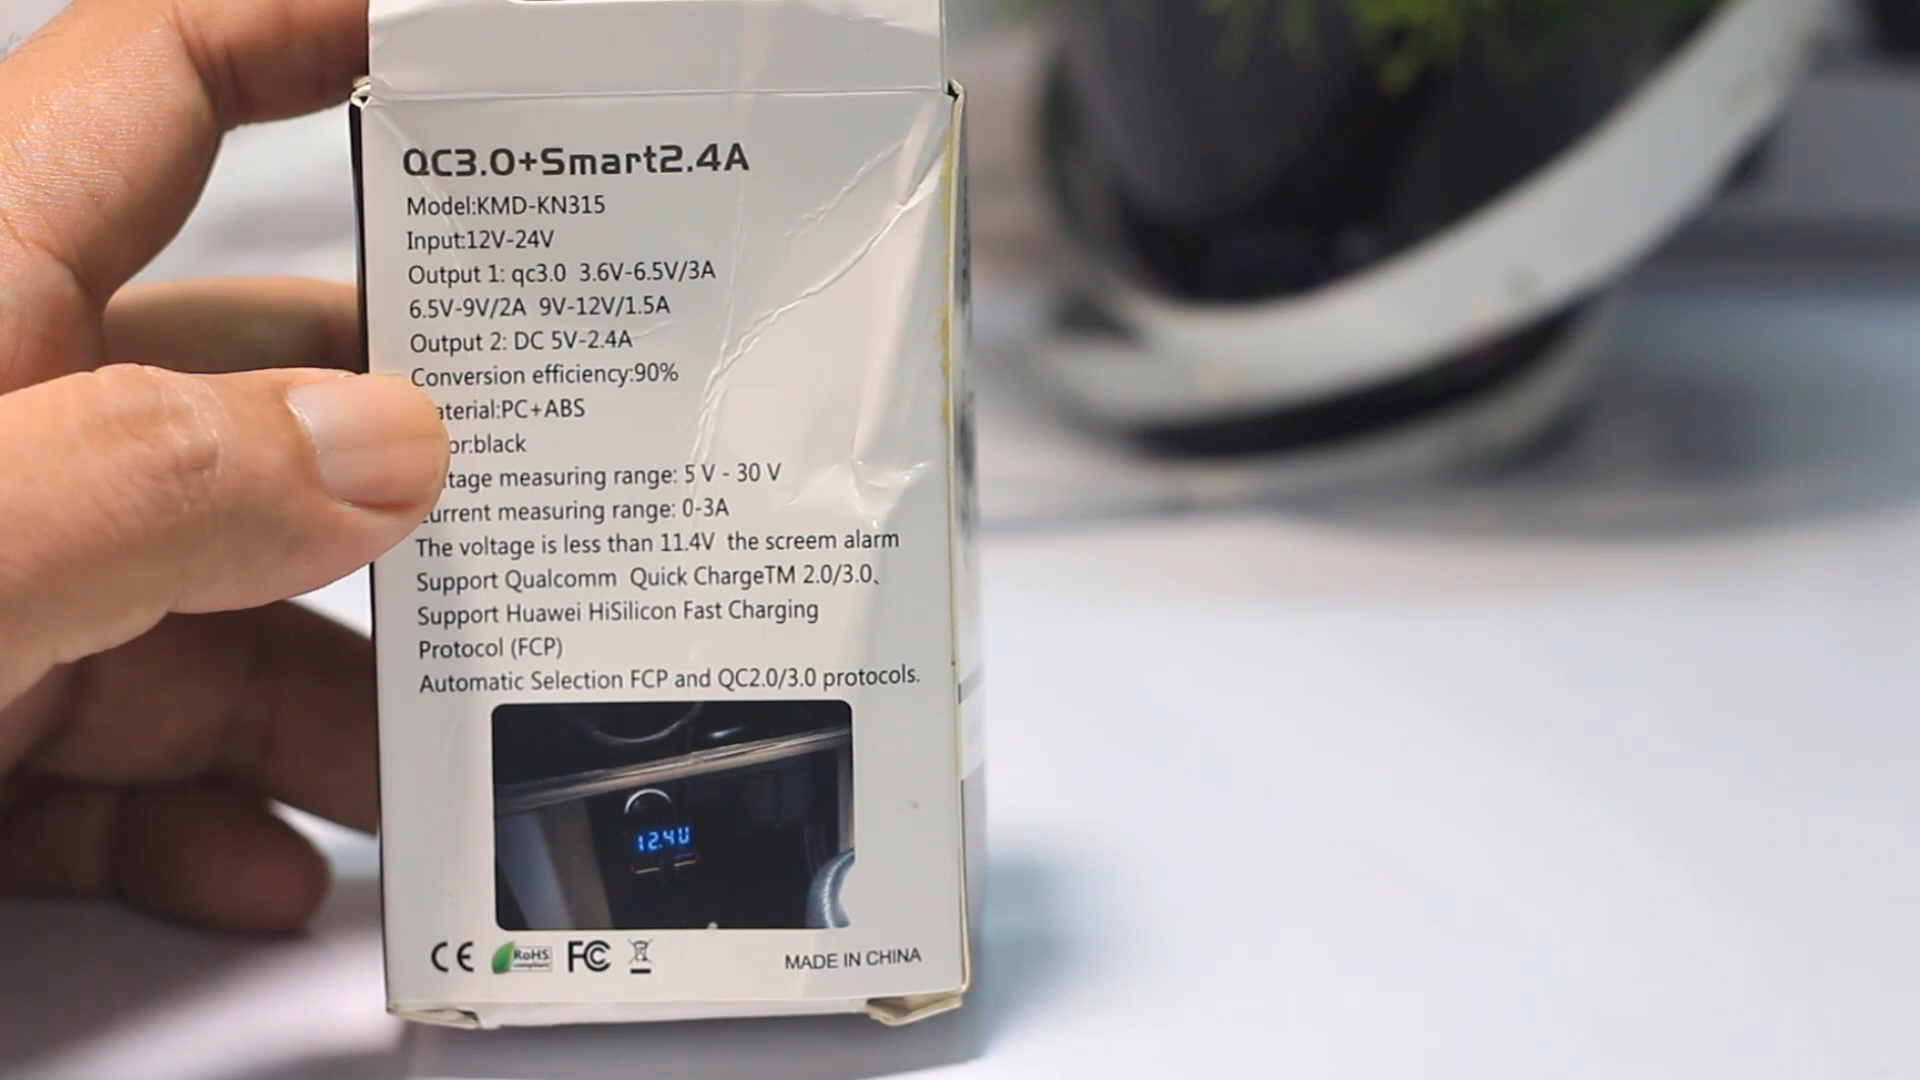 QC3.0+Smart2.4A
Model:KMD-KN315
Input:12V-24V
Output 1: qc3.0 3.6V-6.5V/3A
6.5V-9V/2A 9V-12V/1.5A
Output 2: DC 5V-2.4A
Conversion efficiency:90%
aterial:PC+ABS
or:black
tage measuring range: 5 V - 30 V
urrent measuring range: 0-3A
The voltage is less than 11.4V the screem alarm
Support Qualcomm Quick ChargeTM 2.0/3.0、
Support Huawei HiSilicon Fast Charging
Protocol (FCP)
Automatic Selection FCP and QC2.0/3.0 protocols.
12.4U
CE RoHS compliant FC
MADE IN CHINA